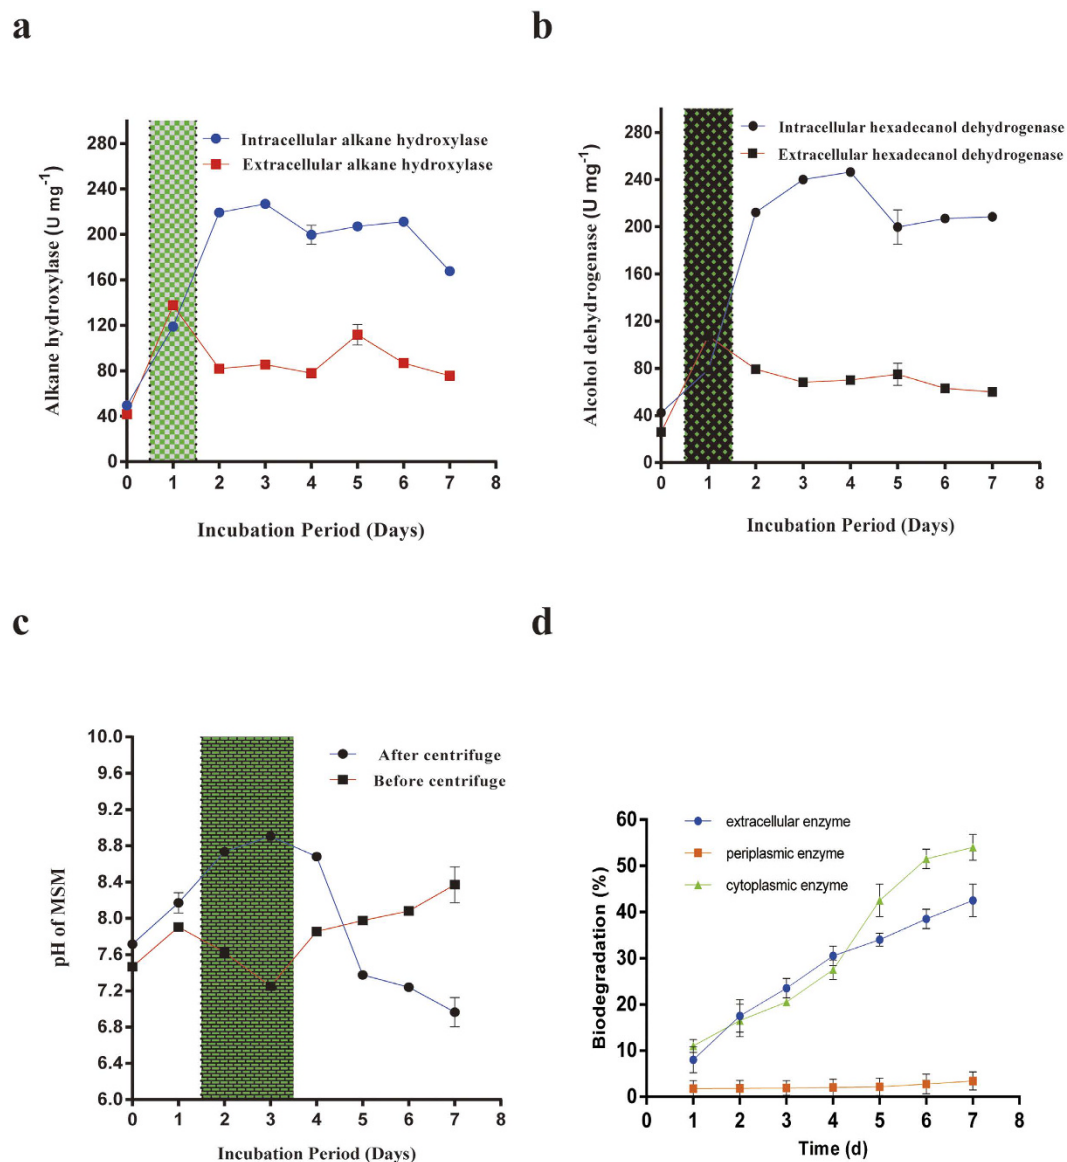 a
Intracellular alkane hydroxylase
Extracellular alkane hydroxylase
Alkane hydroxylase (U mg-1)
280
240
200
160
120
80
40
0
0 1 2 3 4 5 6 7 8
Incubation Period (Days)
b
Intracellular hexadecanol dehydrogenase
Extracellular hexadecanol dehydrogenase
Alcohol dehydrogenase (U mg-1)
280
240
200
160
120
80
40
0
0 1 2 3 4 5 6 7 8
Incubation Period (Days)
c
After centrifuge
Before centrifuge
pH of MSM
10.0
9.6
9.2
8.8
8.4
8.0
7.6
7.2
6.8
6.4
6.0
0 1 2 3 4 5 6 7 8
Incubation Period (Days)
d
extracellular enzyme
periplasmic enzyme
cytoplasmic enzyme
Biodegradation (%)
60
50
40
30
20
10
0
0 1 2 3 4 5 6 7 8
Time (d)